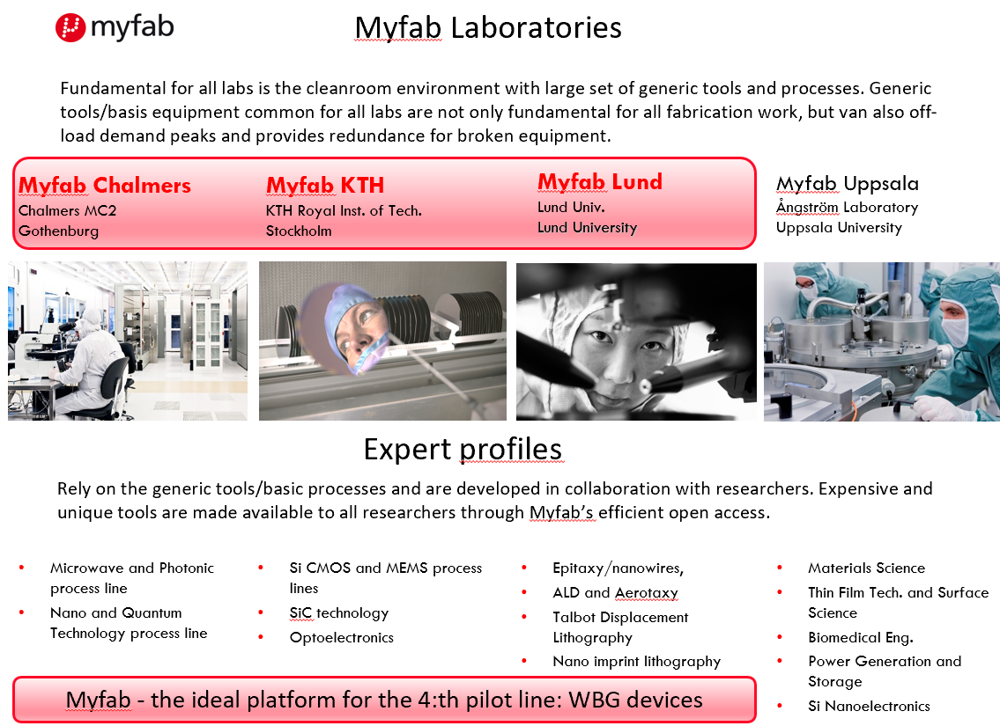 myfab
Myfab Laboratories
Fundamental for all labs is the cleanroom environment with large set of generic tools and processes. Generic
tools/basis equipment common for all labs are not only fundamental for all fabrication work, but van also off-
load demand peaks and provides redundance for broken equipment.
Myfab Chalmers
Chalmers MC2
Gothenburg
Myfab KTH
KTH Royal Inst. of Tech.
Stockholm
Myfab Lund
Lund Univ.
Lund University
Myfab Uppsala
Ångström Laboratory
Uppsala University
Expert profiles
Rely on the generic tools/basic processes and are developed in collaboration with researchers. Expensive and
unique tools are made available to all researchers through Myfab’s efficient open access.
• Microwave and Photonic
process line
• Nano and Quantum
Technology process line
• Si CMOS and MEMS process
lines
• SiC technology
• Optoelectronics
• Epitaxy/nanowires,
• ALD and Aerotaxy
• Talbot Displacement
Lithography
• Nano imprint lithography
• Materials Science
• Thin Film Tech. and Surface
Science
• Biomedical Eng.
• Power Generation and
Storage
• Si Nanoelectronics
Myfab - the ideal platform for the 4:th pilot line: WBG devices